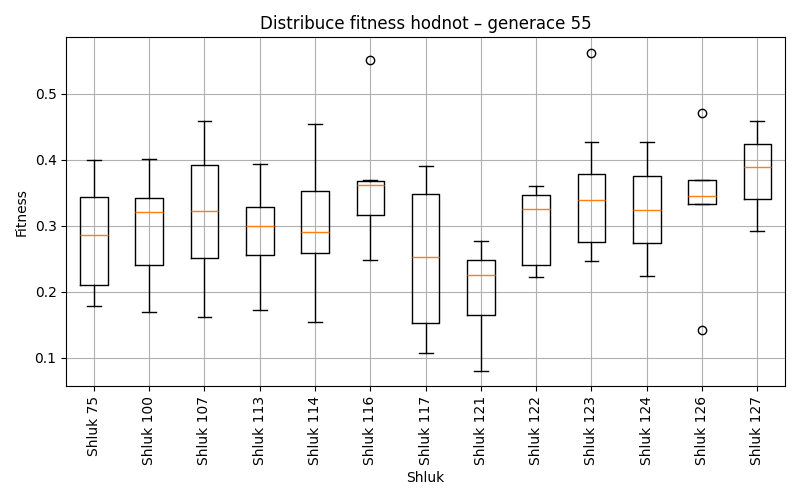 Distribuce fitness hodnot – generace 55
Fitness
0.5
0.4
0.3
0.2
0.1
Shluk 75
Shluk 100
Shluk 107
Shluk 113
Shluk 114
Shluk 116
Shluk 117
Shluk 121
Shluk 122
Shluk 123
Shluk 124
Shluk 126
Shluk 127
Shluk